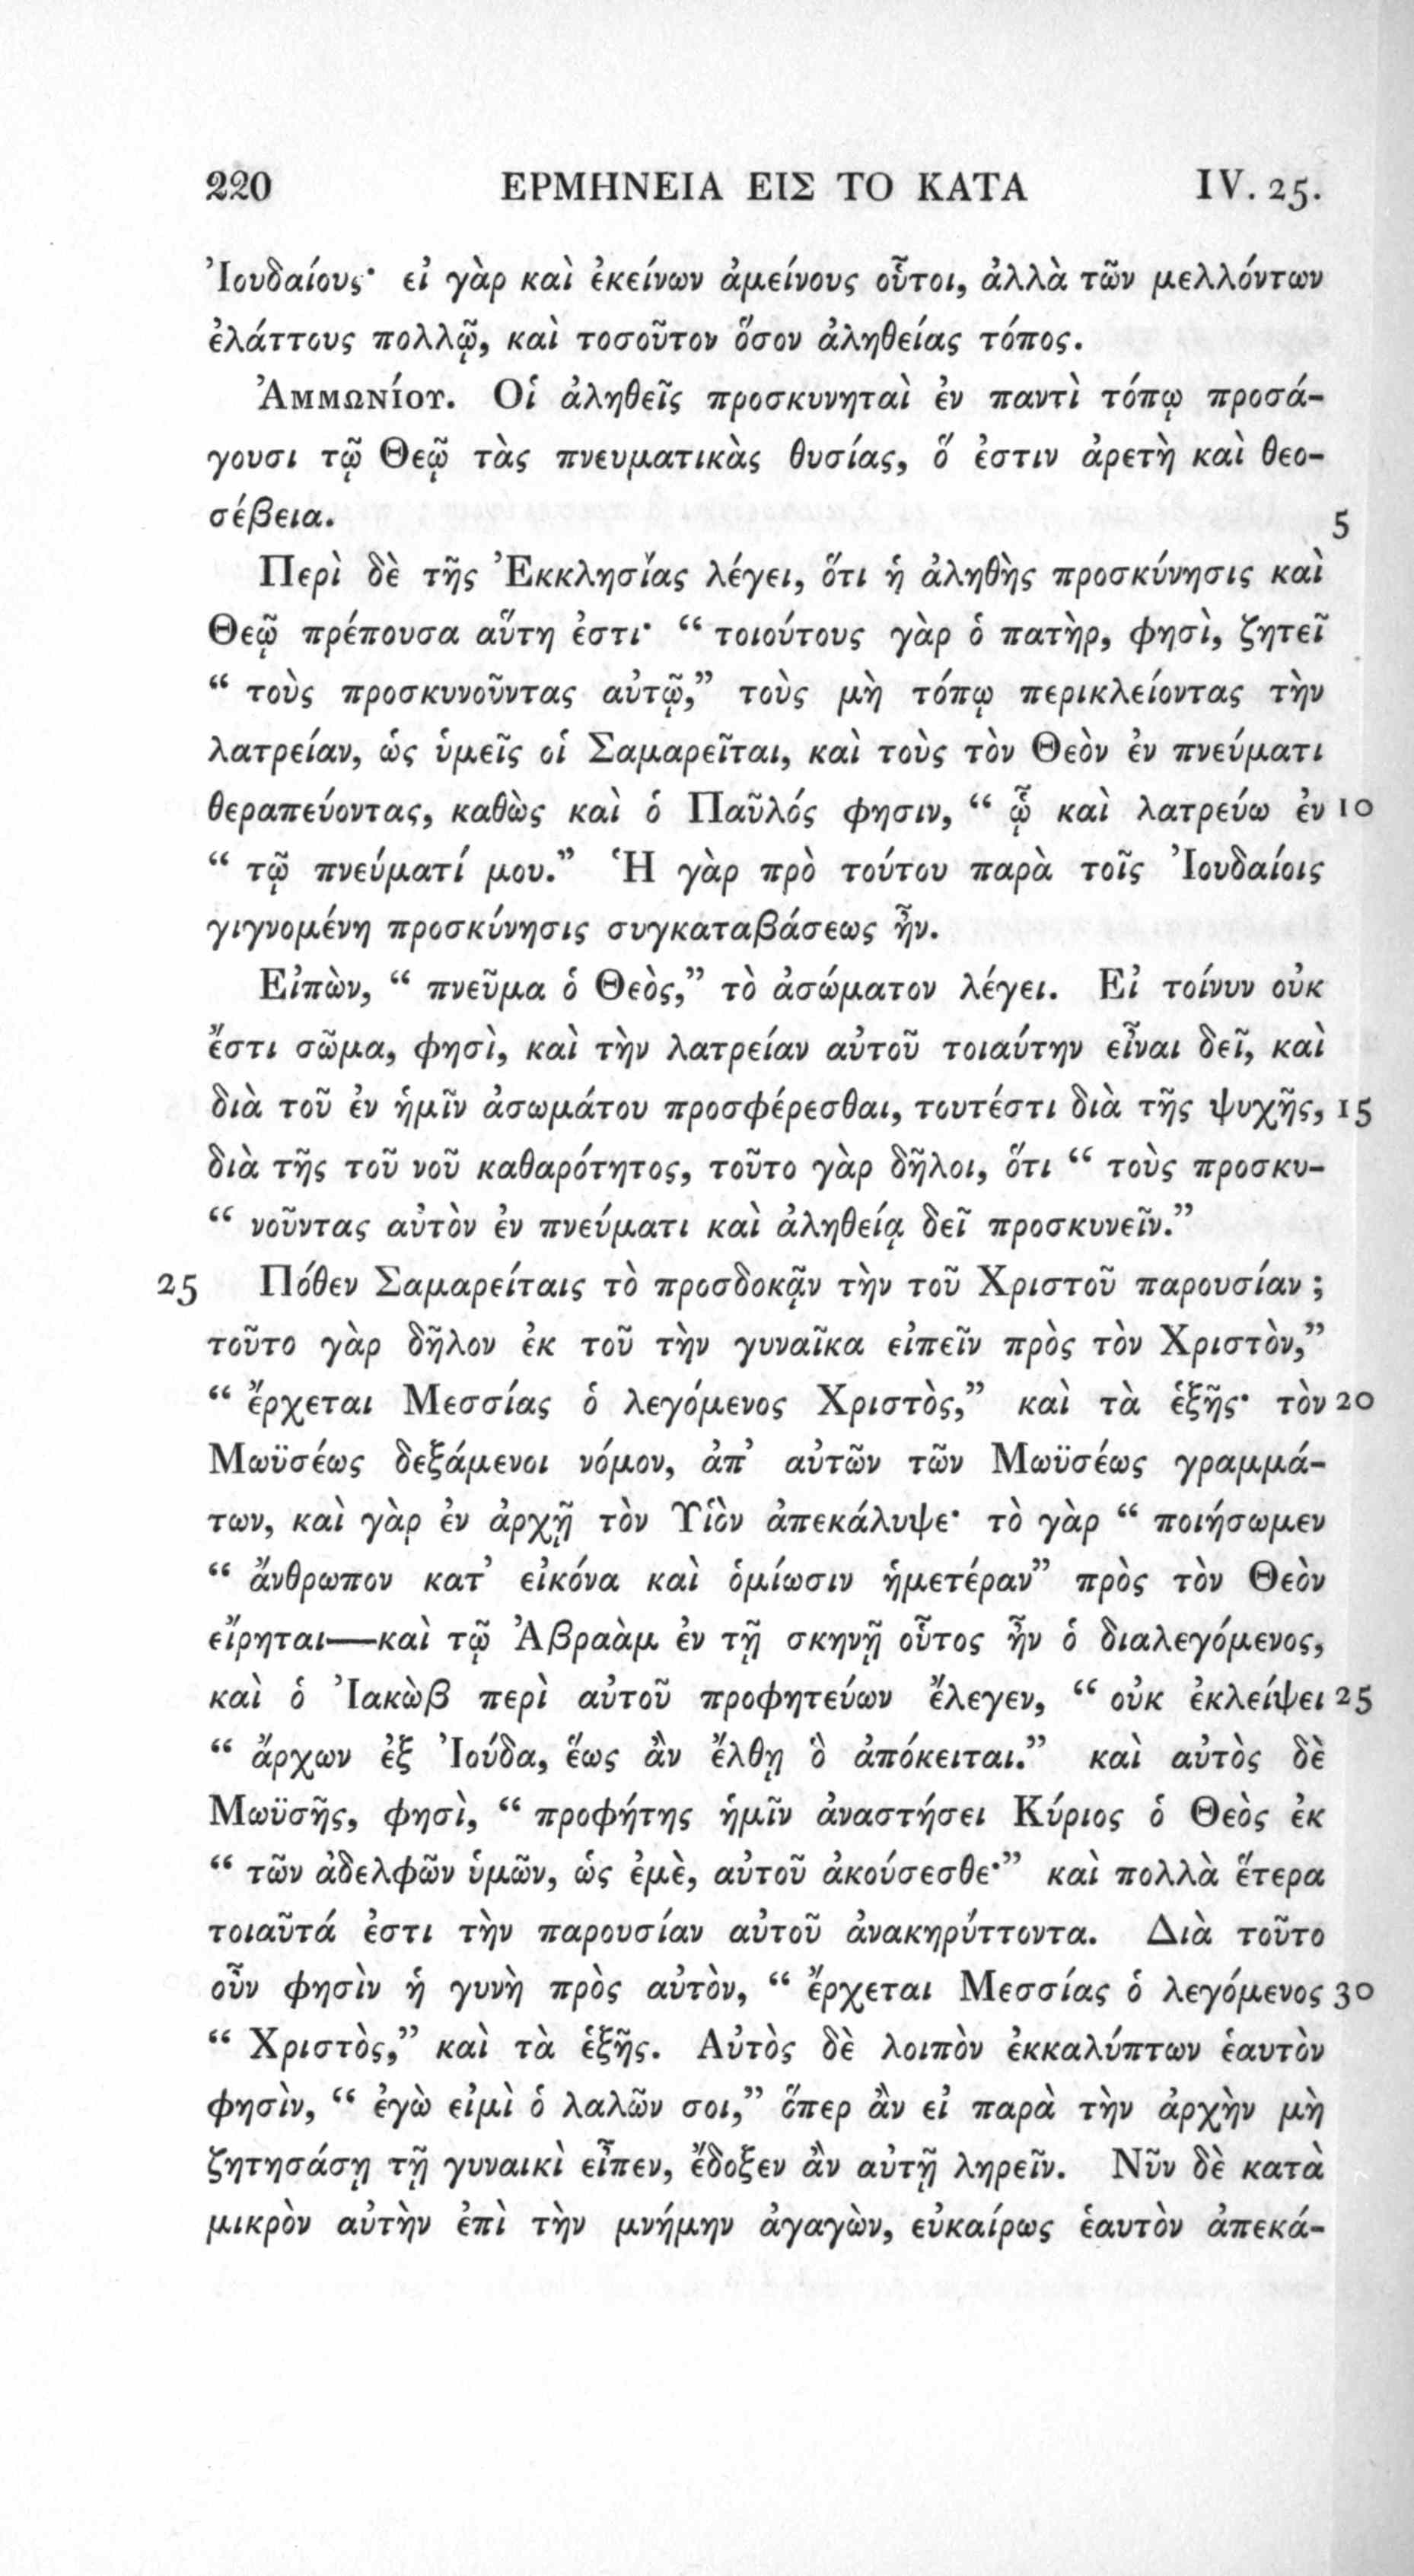 220 ΕΡΜΗΝΕΙΑ ΕΙΣ ΤΟ ΚΑΤΑ IV. 25.
Ἰουδαίους· εἰ γὰρ καὶ ἐκείνων ἀμείνους οὗτοι, ἀλλὰ τῶν μελλόντων
ἐλάττους πολλῷ, καὶ τοσοῦτον ὅσον ἀληθείας τόπος.
Ἀμμωνίου. Οἱ ἀληθεῖς προσκυνηταὶ ἐν παντὶ τόπῳ προσά-
γουσι τῷ Θεῷ τὰς πνευματικὰς θυσίας, ὅ ἐστιν ἀρετὴ καὶ θεο-
σέβεια. 5
Περὶ δὲ τῆς Ἐκκλησίας λέγει, ὅτι ἡ ἀληθὴς προσκύνησις καὶ
Θεῷ πρέπουσα αὕτη ἐστι· “ τοιούτους γὰρ ὁ πατὴρ, φησὶ, ζητεῖ
“ τοὺς προσκυνοῦντας αὐτῷ,” τοὺς μὴ τόπῳ περικλείοντας τὴν
λατρείαν, ὡς ὑμεῖς οἱ Σαμαρεῖται, καὶ τοὺς τὸν Θεὸν ἐν πνεύματι
θεραπεύοντας, καθὼς καὶ ὁ Παῦλός φησιν, “ ᾧ καὶ λατρεύω ἐν 10
“ τῷ πνεύματί μου.” Ἡ γὰρ πρὸ τούτου παρὰ τοῖς Ἰουδαίοις
γιγνομένη προσκύνησις συγκαταβάσεως ἦν.
Εἰπὼν, “ πνεῦμα ὁ Θεὸς,” τὸ ἀσώματον λέγει. Εἰ τοίνυν οὐκ
ἔστι σῶμα, φησὶ, καὶ τὴν λατρείαν αὐτοῦ τοιαύτην εἶναι δεῖ, καὶ
διὰ τοῦ ἐν ἡμῖν ἀσωμάτου προσφέρεσθαι, τουτέστι διὰ τῆς ψυχῆς, 15
διὰ τῆς τοῦ νοῦ καθαρότητος, τοῦτο γὰρ δῆλοι, ὅτι “ τοὺς προσκυ-
“ νοῦντας αὐτὸν ἐν πνεύματι καὶ ἀληθείᾳ δεῖ προσκυνεῖν.”
25 Πόθεν Σαμαρείταις τὸ προσδοκᾷν τὴν τοῦ Χριστοῦ παρουσίαν ;
τοῦτο γὰρ δῆλον ἐκ τοῦ τὴν γυναῖκα εἰπεῖν πρὸς τὸν Χριστὸν,”
“ ἔρχεται Μεσσίας ὁ λεγόμενος Χριστὸς,” καὶ τὰ ἑξῆς· τὸν 20
Μωϋσέως δεξάμενοι νόμον, ἀπ’ αὐτῶν τῶν Μωϋσέως γραμμά-
των, καὶ γὰρ ἐν ἀρχῇ τὸν Υἱὸν ἀπεκάλυψε· τὸ γὰρ “ ποιήσωμεν
“ ἄνθρωπον κατ’ εἰκόνα καὶ ὁμίωσιν ἡμετέραν” πρὸς τὸν Θεὸν
εἴρηται—καὶ τῷ Ἀβραὰμ ἐν τῇ σκηνῇ οὗτος ἦν ὁ διαλεγόμενος,
καὶ ὁ Ἰακὼβ περὶ αὐτοῦ προφητεύων ἔλεγεν, “ οὐκ ἐκλείψει 25
“ ἄρχων ἐξ Ἰούδα, ἕως ἂν ἔλθῃ ὃ ἀπόκειται.” καὶ αὐτὸς δὲ
Μωϋσῆς, φησὶ, “ προφήτης ἡμῖν ἀναστήσει Κύριος ὁ Θεὸς ἐκ
“ τῶν ἀδελφῶν ὑμῶν, ὡς ἐμὲ, αὐτοῦ ἀκούσεσθε·” καὶ πολλὰ ἕτερα
τοιαῦτά ἐστι τὴν παρουσίαν αὐτοῦ ἀνακηρύττοντα. Διὰ τοῦτο
οὖν φησὶν ἡ γυνὴ πρὸς αὐτὸν, “ ἔρχεται Μεσσίας ὁ λεγόμενος 30
“ Χριστὸς,” καὶ τὰ ἑξῆς. Αὐτὸς δὲ λοιπὸν ἐκκαλύπτων ἑαυτὸν
φησὶν, “ ἐγὼ εἰμὶ ὁ λαλῶν σοι,” ὅπερ ἂν εἰ παρὰ τὴν ἀρχὴν μὴ
ζητησάσῃ τῇ γυναικὶ εἶπεν, ἔδοξεν ἂν αὐτῇ ληρεῖν. Νῦν δὲ κατὰ
μικρὸν αὐτὴν ἐπὶ τὴν μνήμην ἀγαγὼν, εὐκαίρως ἑαυτὸν ἀπεκά-